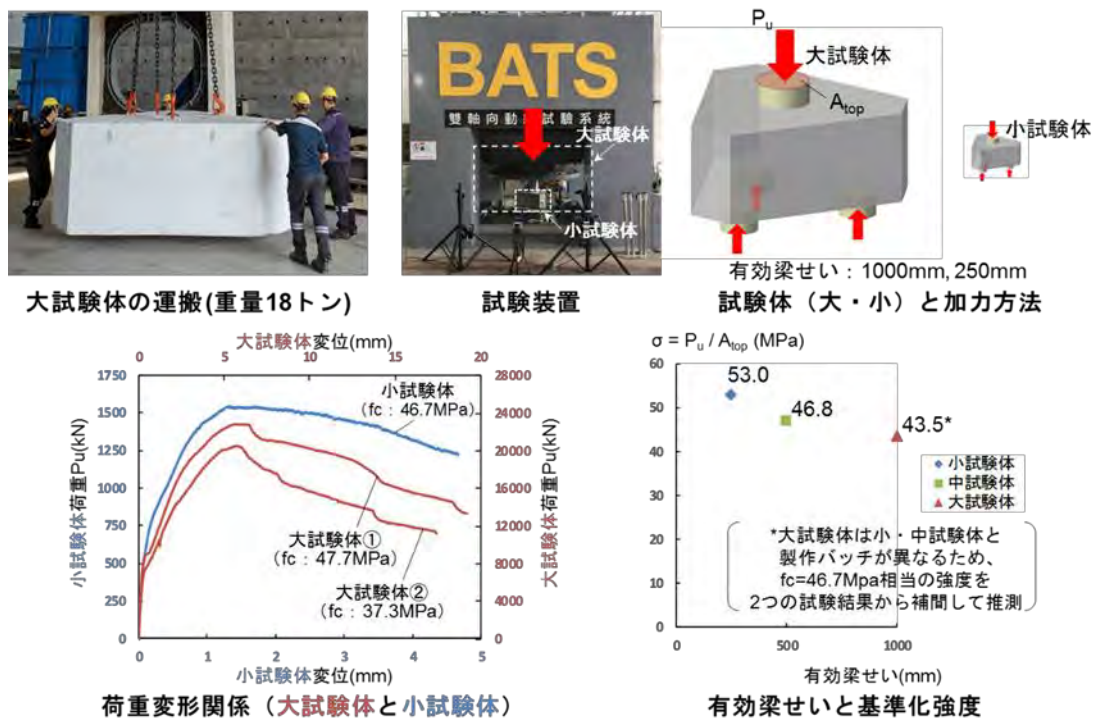 BATS
雙軸向動態試驗系統
大試験体
小試験体
Pu
大試験体
Atop
小試験体
有効梁せい：1000mm, 250mm
大試験体の運搬(重量18トン)
試験装置
試験体（大・小）と加力方法
大試験体変位(mm)
0 5 10 15 20
小試験体荷重Pu(kN)
1750
1500
1250
1000
750
500
250
0
小試験体
（fc：46.7MPa）
大試験体①
（fc：47.7MPa）
大試験体②
（fc：37.3MPa）
28000
24000
20000
16000
12000
8000
4000
0
大試験体荷重Pu(kN)
0 1 2 3 4 5
小試験体変位(mm)
荷重変形関係（大試験体と小試験体）
σ = Pu / Atop (MPa)
60
50
40
30
20
10
0
53.0
46.8
43.5*
小試験体
中試験体
大試験体
*大試験体は小・中試験体と
製作バッチが異なるため、
fc=46.7Mpa相当の強度を
2つの試験結果から補間して推測
0 500 1000
有効梁せい(mm)
有効梁せいと基準化強度